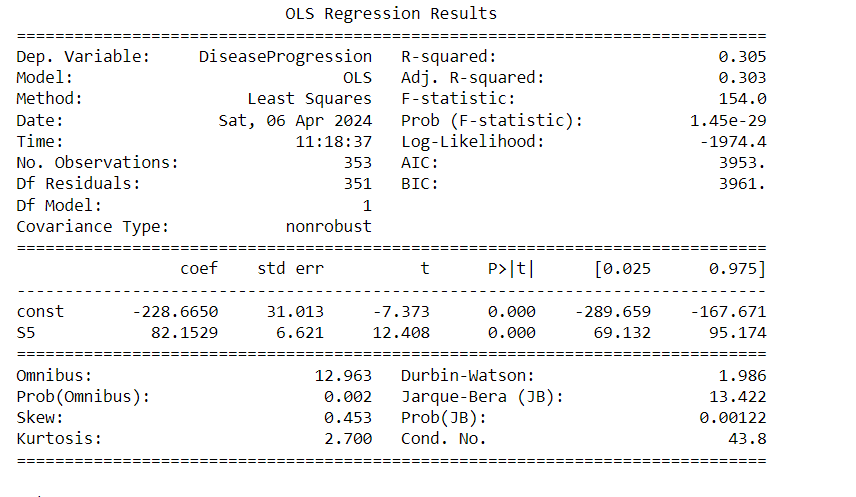 OLS Regression Results
==============================================================================
Dep. Variable:     DiseaseProgression   R-squared:                       0.305
Model:                            OLS   Adj. R-squared:                  0.303
Method:                 Least Squares   F-statistic:                     154.0
Date:                Sat, 06 Apr 2024   Prob (F-statistic):           1.45e-29
Time:                        11:18:37   Log-Likelihood:                -1974.4
No. Observations:                 353   AIC:                             3953.
Df Residuals:                     351   BIC:                             3961.
Df Model:                           1
Covariance Type:            nonrobust
==============================================================================
                 coef    std err          t      P>|t|      [0.025      0.975]
------------------------------------------------------------------------------
const       -228.6650     31.013     -7.373      0.000    -289.659    -167.671
S5            82.1529      6.621     12.408      0.000      69.132      95.174
==============================================================================
Omnibus:                       12.963   Durbin-Watson:                   1.986
Prob(Omnibus):                  0.002   Jarque-Bera (JB):               13.422
Skew:                           0.453   Prob(JB):                      0.00122
Kurtosis:                       2.700   Cond. No.                         43.8
==============================================================================